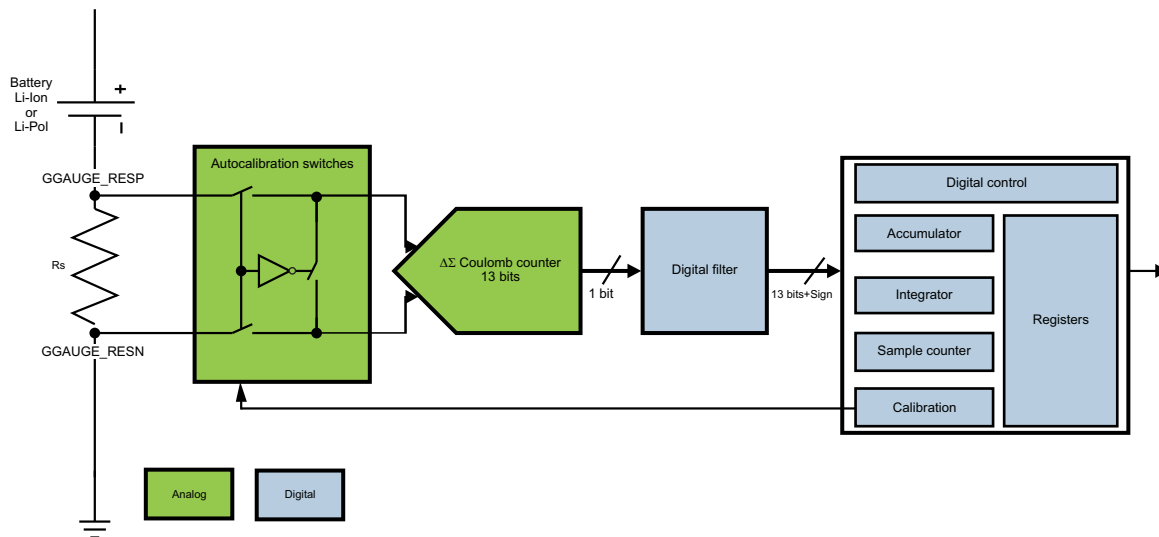 Battery
Li-Ion
or
Li-Pol
+
–
GGAUGE_RESP
Rs
GGAUGE_RESN
Autocalibration switches
ΔΣ Coulomb counter
13 bits
1 bit
Digital filter
13 bits+Sign
Digital control
Accumulator
Integrator
Sample counter
Calibration
Registers
Analog
Digital